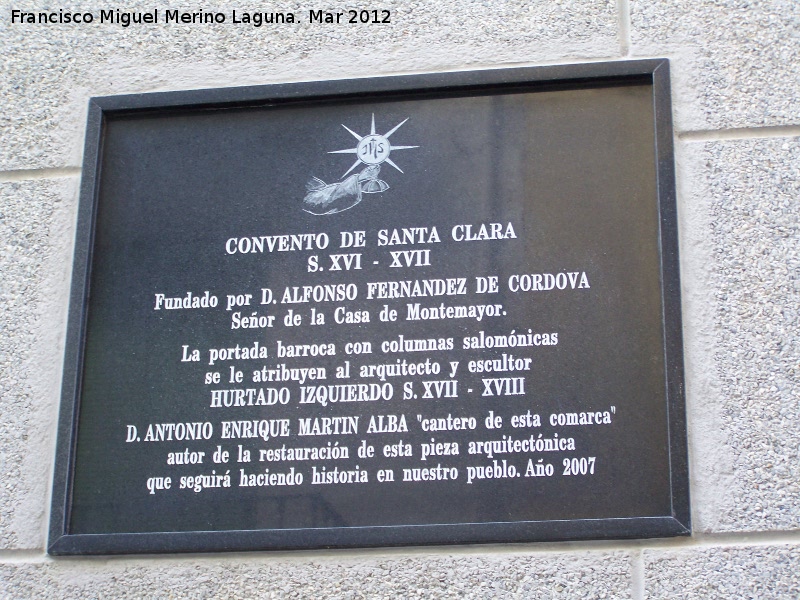 Francisco Miguel Merino Laguna. Mar 2012
JHS
CONVENTO DE SANTA CLARA
S. XVI - XVII
Fundado por D. ALFONSO FERNANDEZ DE CORDOVA
Señor de la Casa de Montemayor.
La portada barroca con columnas salomónicas
se le atribuyen al arquitecto y escultor
HURTADO IZQUIERDO S. XVII - XVIII
D. ANTONIO ENRIQUE MARTIN ALBA "cantero de esta comarca"
autor de la restauración de esta pieza arquitectónica
que seguirá haciendo historia en nuestro pueblo. Año 2007